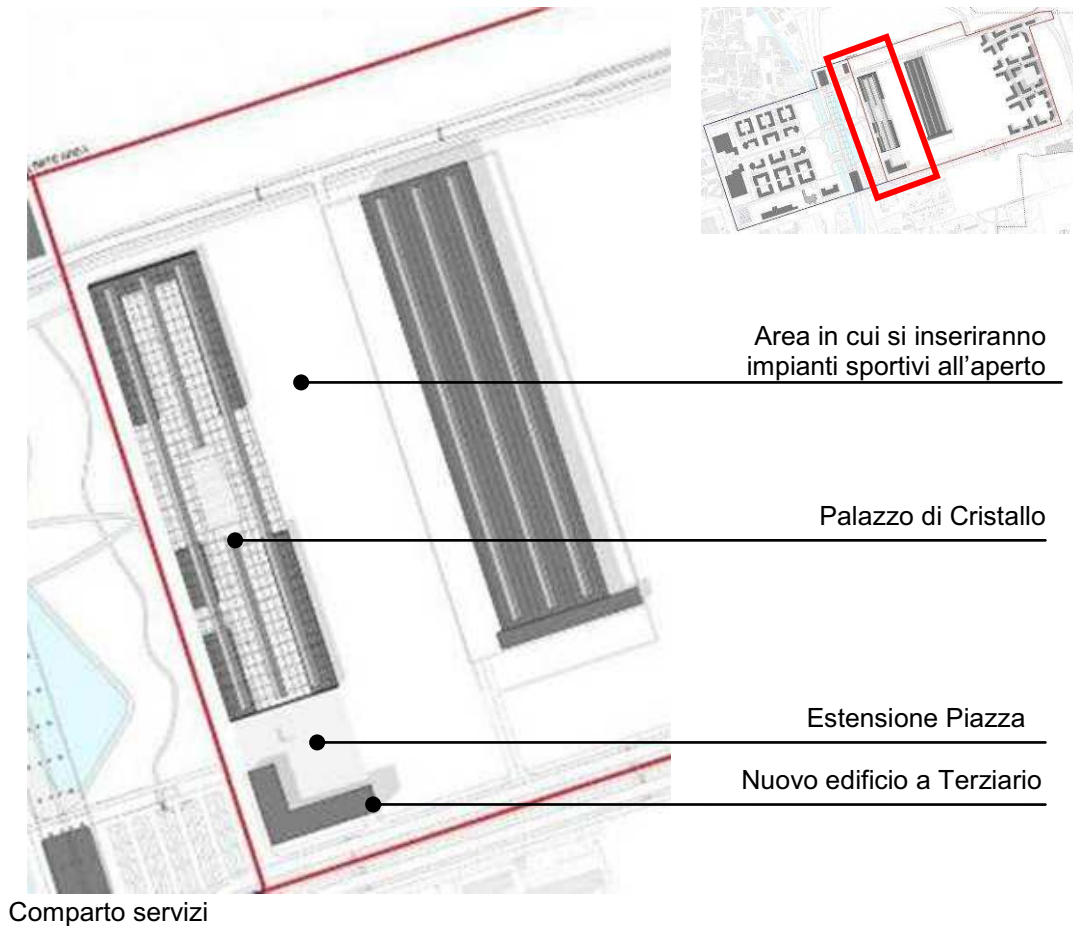 Area in cui si inseriranno
impianti sportivi all'aperto
Palazzo di Cristallo
Estensione Piazza
Nuovo edificio a Terziario
Comparto servizi